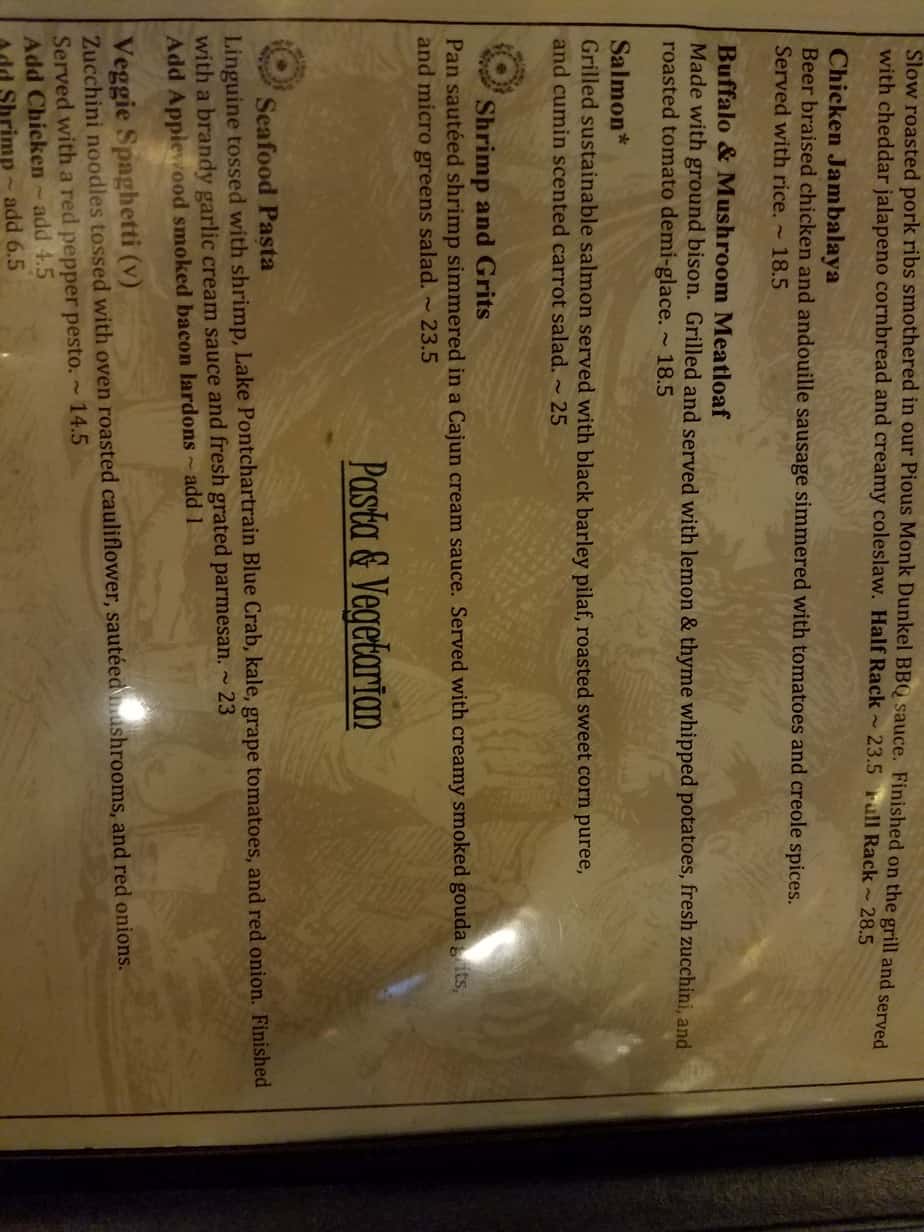 Slow roasted pork ribs smothered in our Pious Monk Dunkel BBQ sauce. Finished on the grill and served
with cheddar jalapeno cornbread and creamy coleslaw. Half Rack ~ 23.5 Full Rack ~ 28.5
Chicken Jambalaya
Beer braised chicken and andouille sausage simmered with tomatoes and creole spices.
Served with rice. ~ 18.5
Buffalo & Mushroom Meatloaf
Made with ground bison. Grilled and served with lemon & thyme whipped potatoes, fresh zucchini, and
roasted tomato demi-glace. ~ 18.5
Salmon*
Grilled sustainable salmon served with black barley pilaf, roasted sweet corn puree,
and cumin scented carrot salad. ~ 25
Shrimp and Grits
Pan sautéed shrimp simmered in a Cajun cream sauce. Served with creamy smoked gouda grits,
and micro greens salad. ~ 23.5
Pasta & Vegetarian
Seafood Pasta
Linguine tossed with shrimp, Lake Pontchartrain Blue Crab, kale, grape tomatoes, and red onion. Finished
with a brandy garlic cream sauce and fresh grated parmesan. ~ 23
Add Applewood smoked bacon lardons ~ add 1
Veggie Spaghetti (v)
Zucchini noodles tossed with oven roasted cauliflower, sautéed mushrooms, and red onions.
Served with a red pepper pesto. ~ 14.5
Add Chicken ~ add 4.5
Add Shrimp ~ add 6.5